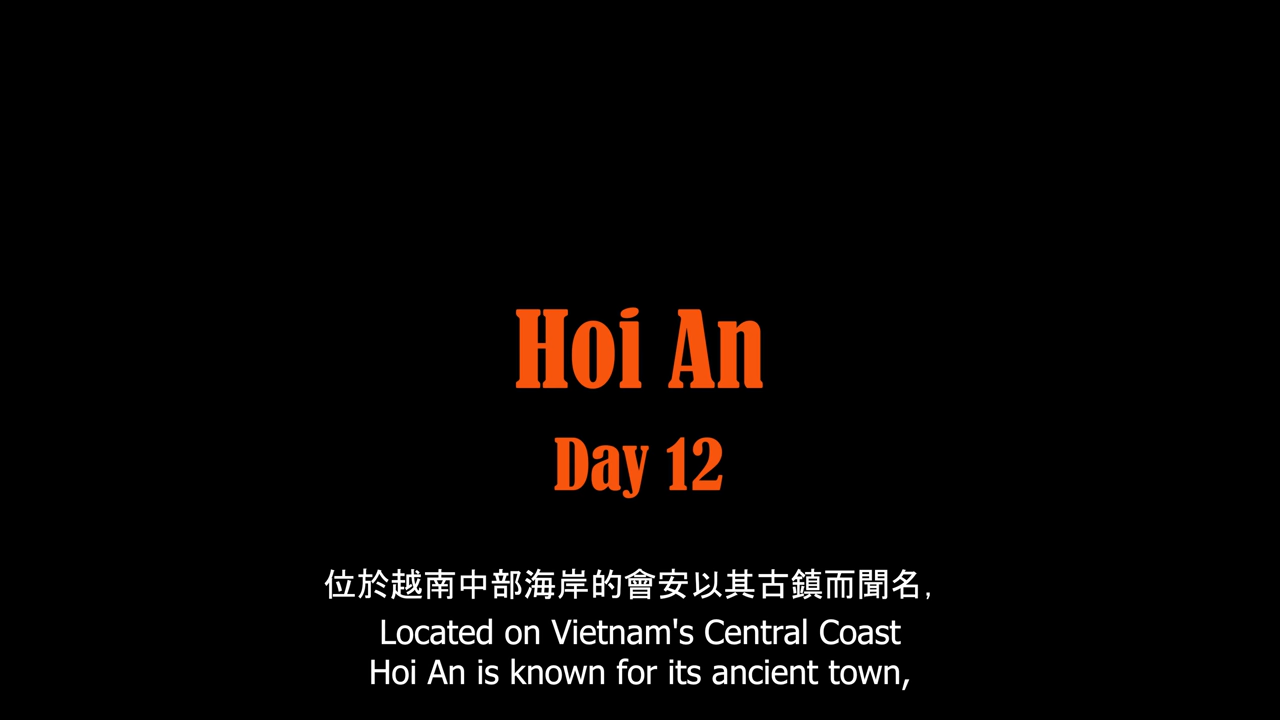 Hoi An
Day 12
位於越南中部海岸的會安以其古鎮而聞名,
Located on Vietnam's Central Coast
Hoi An is known for its ancient town,